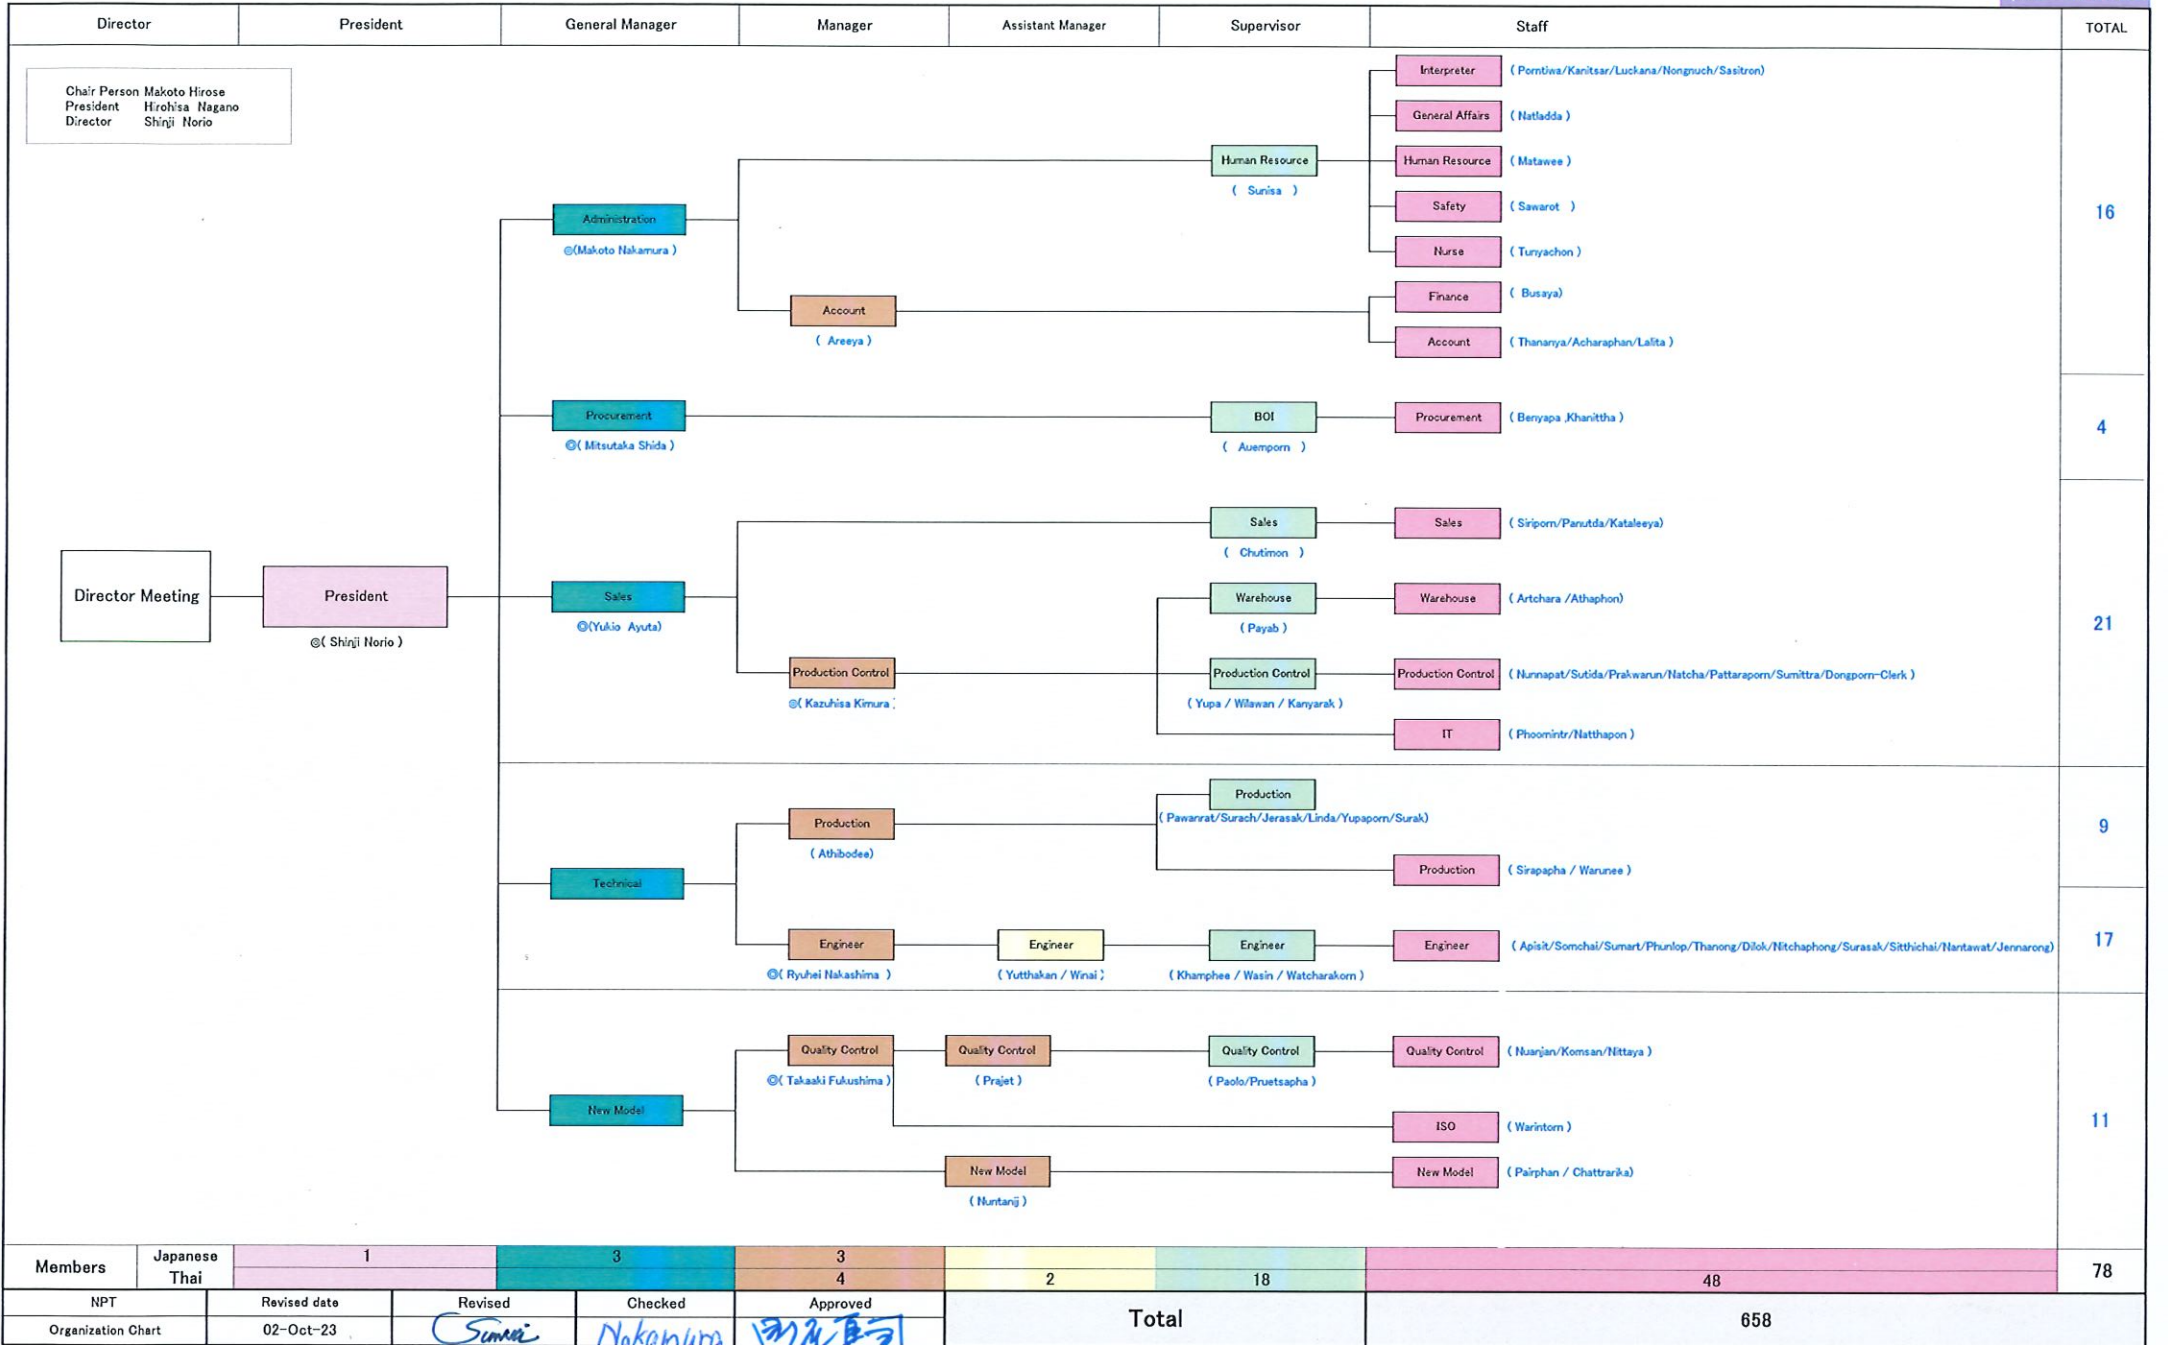 Director President General Manager Manager Assistant Manager Supervisor Staff TOTAL
Chair Person Makoto Hirose
President Hirohisa Nagano
Director Shinji Norio
Interpreter ( Porntiwa/Kanitsar/Luckana/Nongnuch/Sasitron)
General Affairs ( Natladda )
Human Resource Human Resource ( Matawee )
( Sunisa )
Safety ( Sawarot )
16
Administration
◎(Makoto Nakamura )
Nurse ( Tunyachon )
Finance ( Busaya)
Account
( Areeya )
Account ( Thananya/Acharaphan/Lalita )
Procurement BOI Procurement ( Benyapa ,Khanittha )
4
◎( Mitsutaka Shida ) ( Auemporn )
Sales Sales ( Siriporn/Panutda/Kataleeya)
( Chutimon )
Director Meeting President Sales Warehouse Warehouse ( Artchara /Athaphon)
◎( Shinji Norio ) ◎(Yukio Ayuta) ( Payab )
21
Production Control Production Control Production Control ( Nunnapat/Sutida/Prakwarun/Natcha/Pattaraporn/Sumittra/Dongporn-Clerk )
◎( Kazuhisa Kimura ) ( Yupa / Wilawan / Kanyarak )
IT ( Phoomintr/Natthapon )
Production
( Pawanrat/Surach/Jerasak/Linda/Yupaporn/Surak)
Production
( Athibodee)
9
Production ( Sirapapha / Warunee )
Technical
Engineer Engineer Engineer Engineer ( Apisit/Somchai/Sumart/Phunlop/Thanong/Dilok/Nitchaphong/Surasak/Sitthichai/Nantawat/Jennarong)
17
◎( Ryuhei Nakashima ) ( Yutthakan / Winai ) ( Khamphee / Wasin / Watcharakorn )
Quality Control Quality Control Quality Control Quality Control ( Nuanjan/Komsan/Nittaya )
◎( Takaaki Fukushima ) ( Prajet ) ( Paolo/Pruetsapha )
New Model
ISO ( Warintorn )
11
New Model New Model ( Pairphan / Chattrarika)
( Nuntanij )
Members Japanese 1 3 3
Thai 4 2 18 48 78
NPT Revised date Revised Checked Approved Total 658
Organization Chart 02-Oct-23 Nakamura